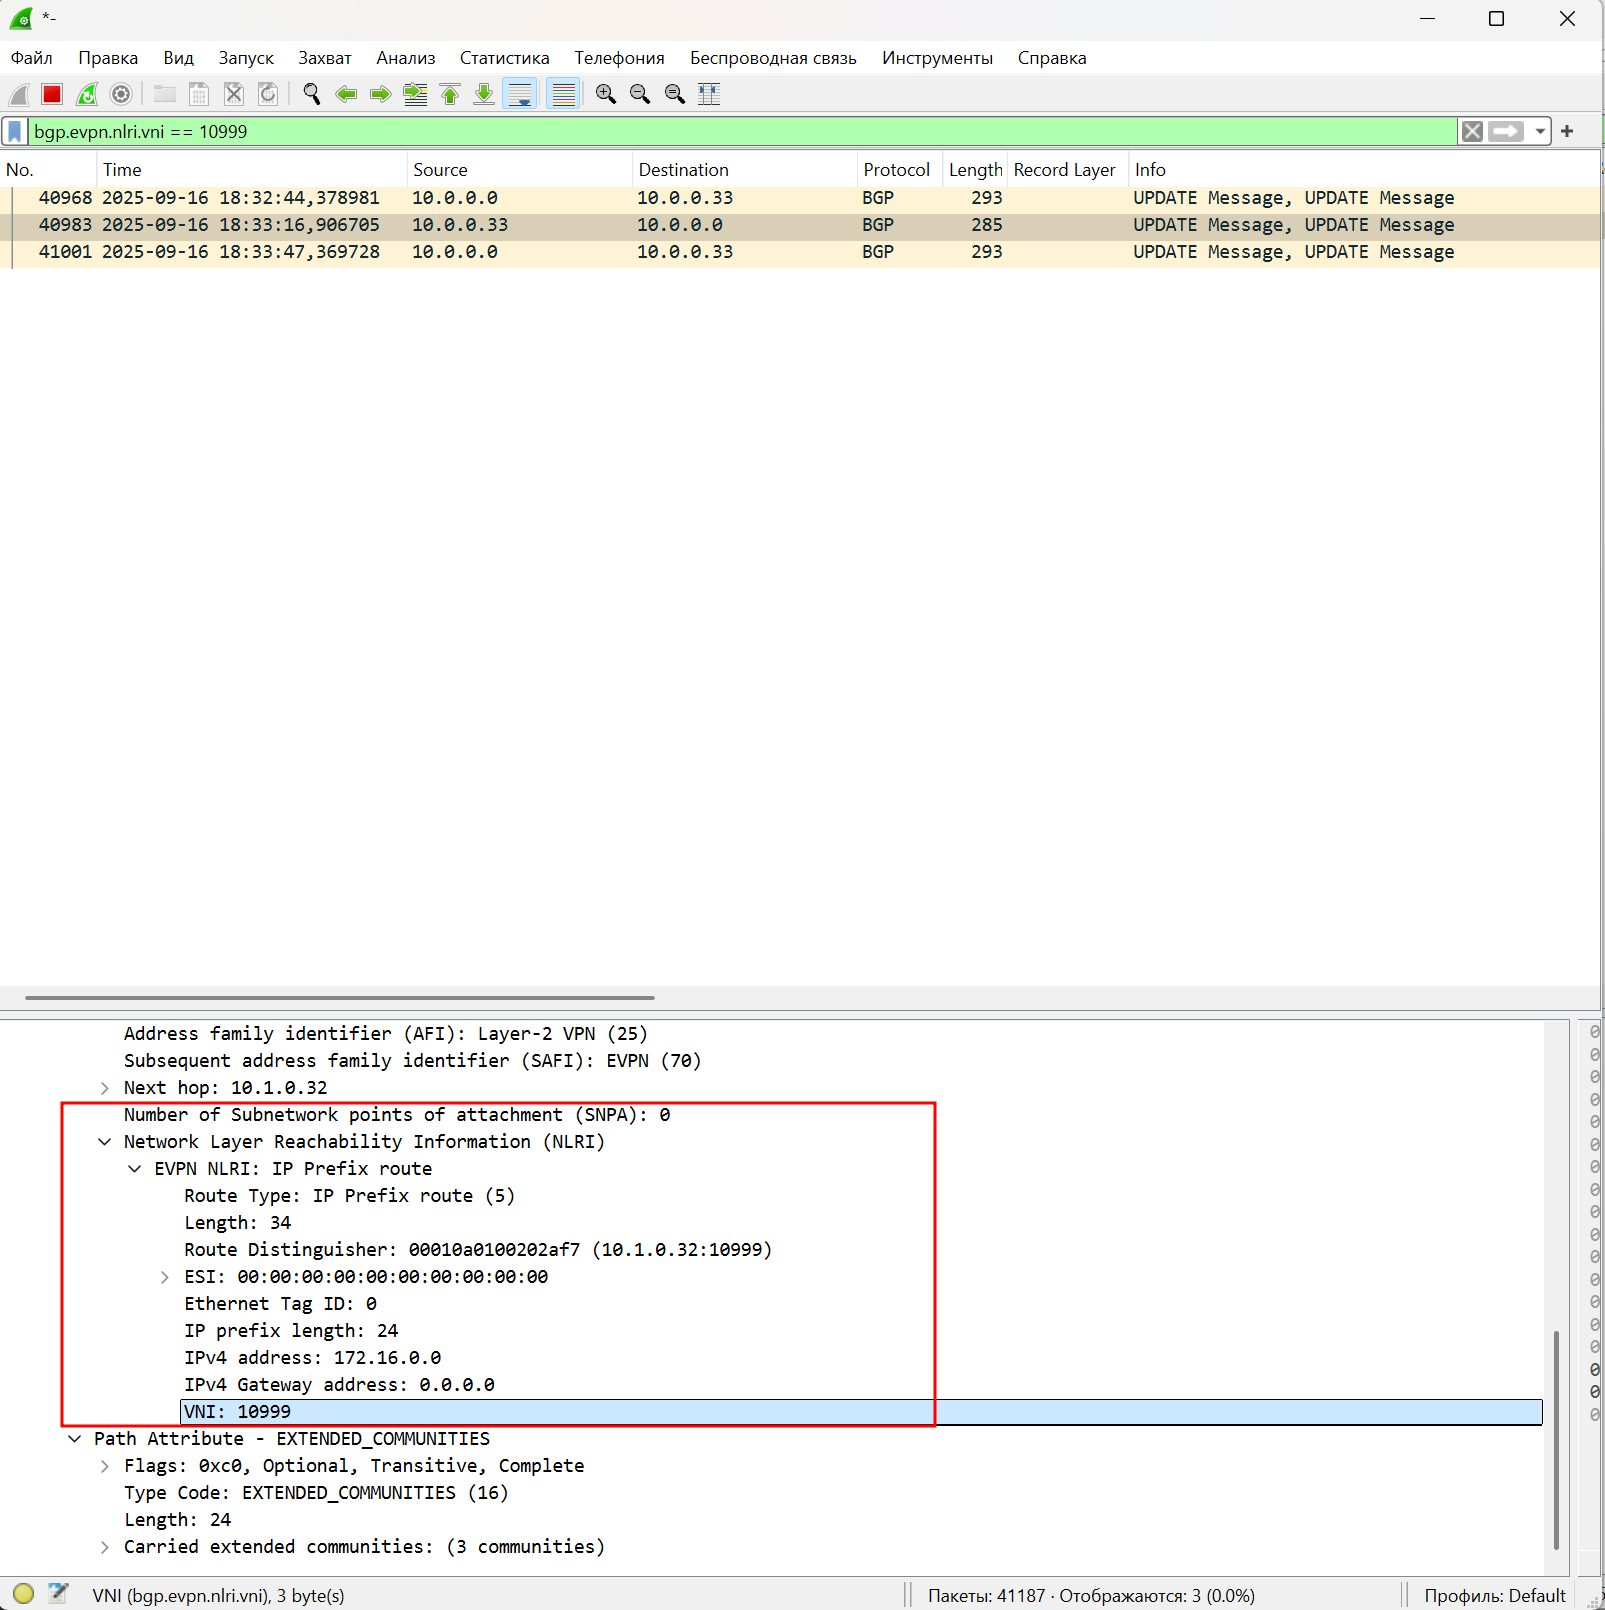 *-
Файл Правка Вид Запуск Захват Анализ Статистика Телефония Беспроводная связь Инструменты Справка
bgp.evpn.nlri.vni == 10999
No. Time Source Destination Protocol Length Record Layer Info
40968 2025-09-16 18:32:44,378981 10.0.0.0 10.0.0.33 BGP 293 UPDATE Message, UPDATE Message
40983 2025-09-16 18:33:16,906705 10.0.0.33 10.0.0.0 BGP 285 UPDATE Message, UPDATE Message
41001 2025-09-16 18:33:47,369728 10.0.0.0 10.0.0.33 BGP 293 UPDATE Message, UPDATE Message
Address family identifier (AFI): Layer-2 VPN (25)
Subsequent address family identifier (SAFI): EVPN (70)
Next hop: 10.1.0.32
Number of Subnetwork points of attachment (SNPA): 0
Network Layer Reachability Information (NLRI)
EVPN NLRI: IP Prefix route
Route Type: IP Prefix route (5)
Length: 34
Route Distinguisher: 00010a0100202af7 (10.1.0.32:10999)
ESI: 00:00:00:00:00:00:00:00:00:00
Ethernet Tag ID: 0
IP prefix length: 24
IPv4 address: 172.16.0.0
IPv4 Gateway address: 0.0.0.0
VNI: 10999
Path Attribute - EXTENDED_COMMUNITIES
Flags: 0xc0, Optional, Transitive, Complete
Type Code: EXTENDED_COMMUNITIES (16)
Length: 24
Carried extended communities: (3 communities)
VNI (bgp.evpn.nlri.vni), 3 byte(s) Пакеты: 41187 · Отображаются: 3 (0.0%) Профиль: Default